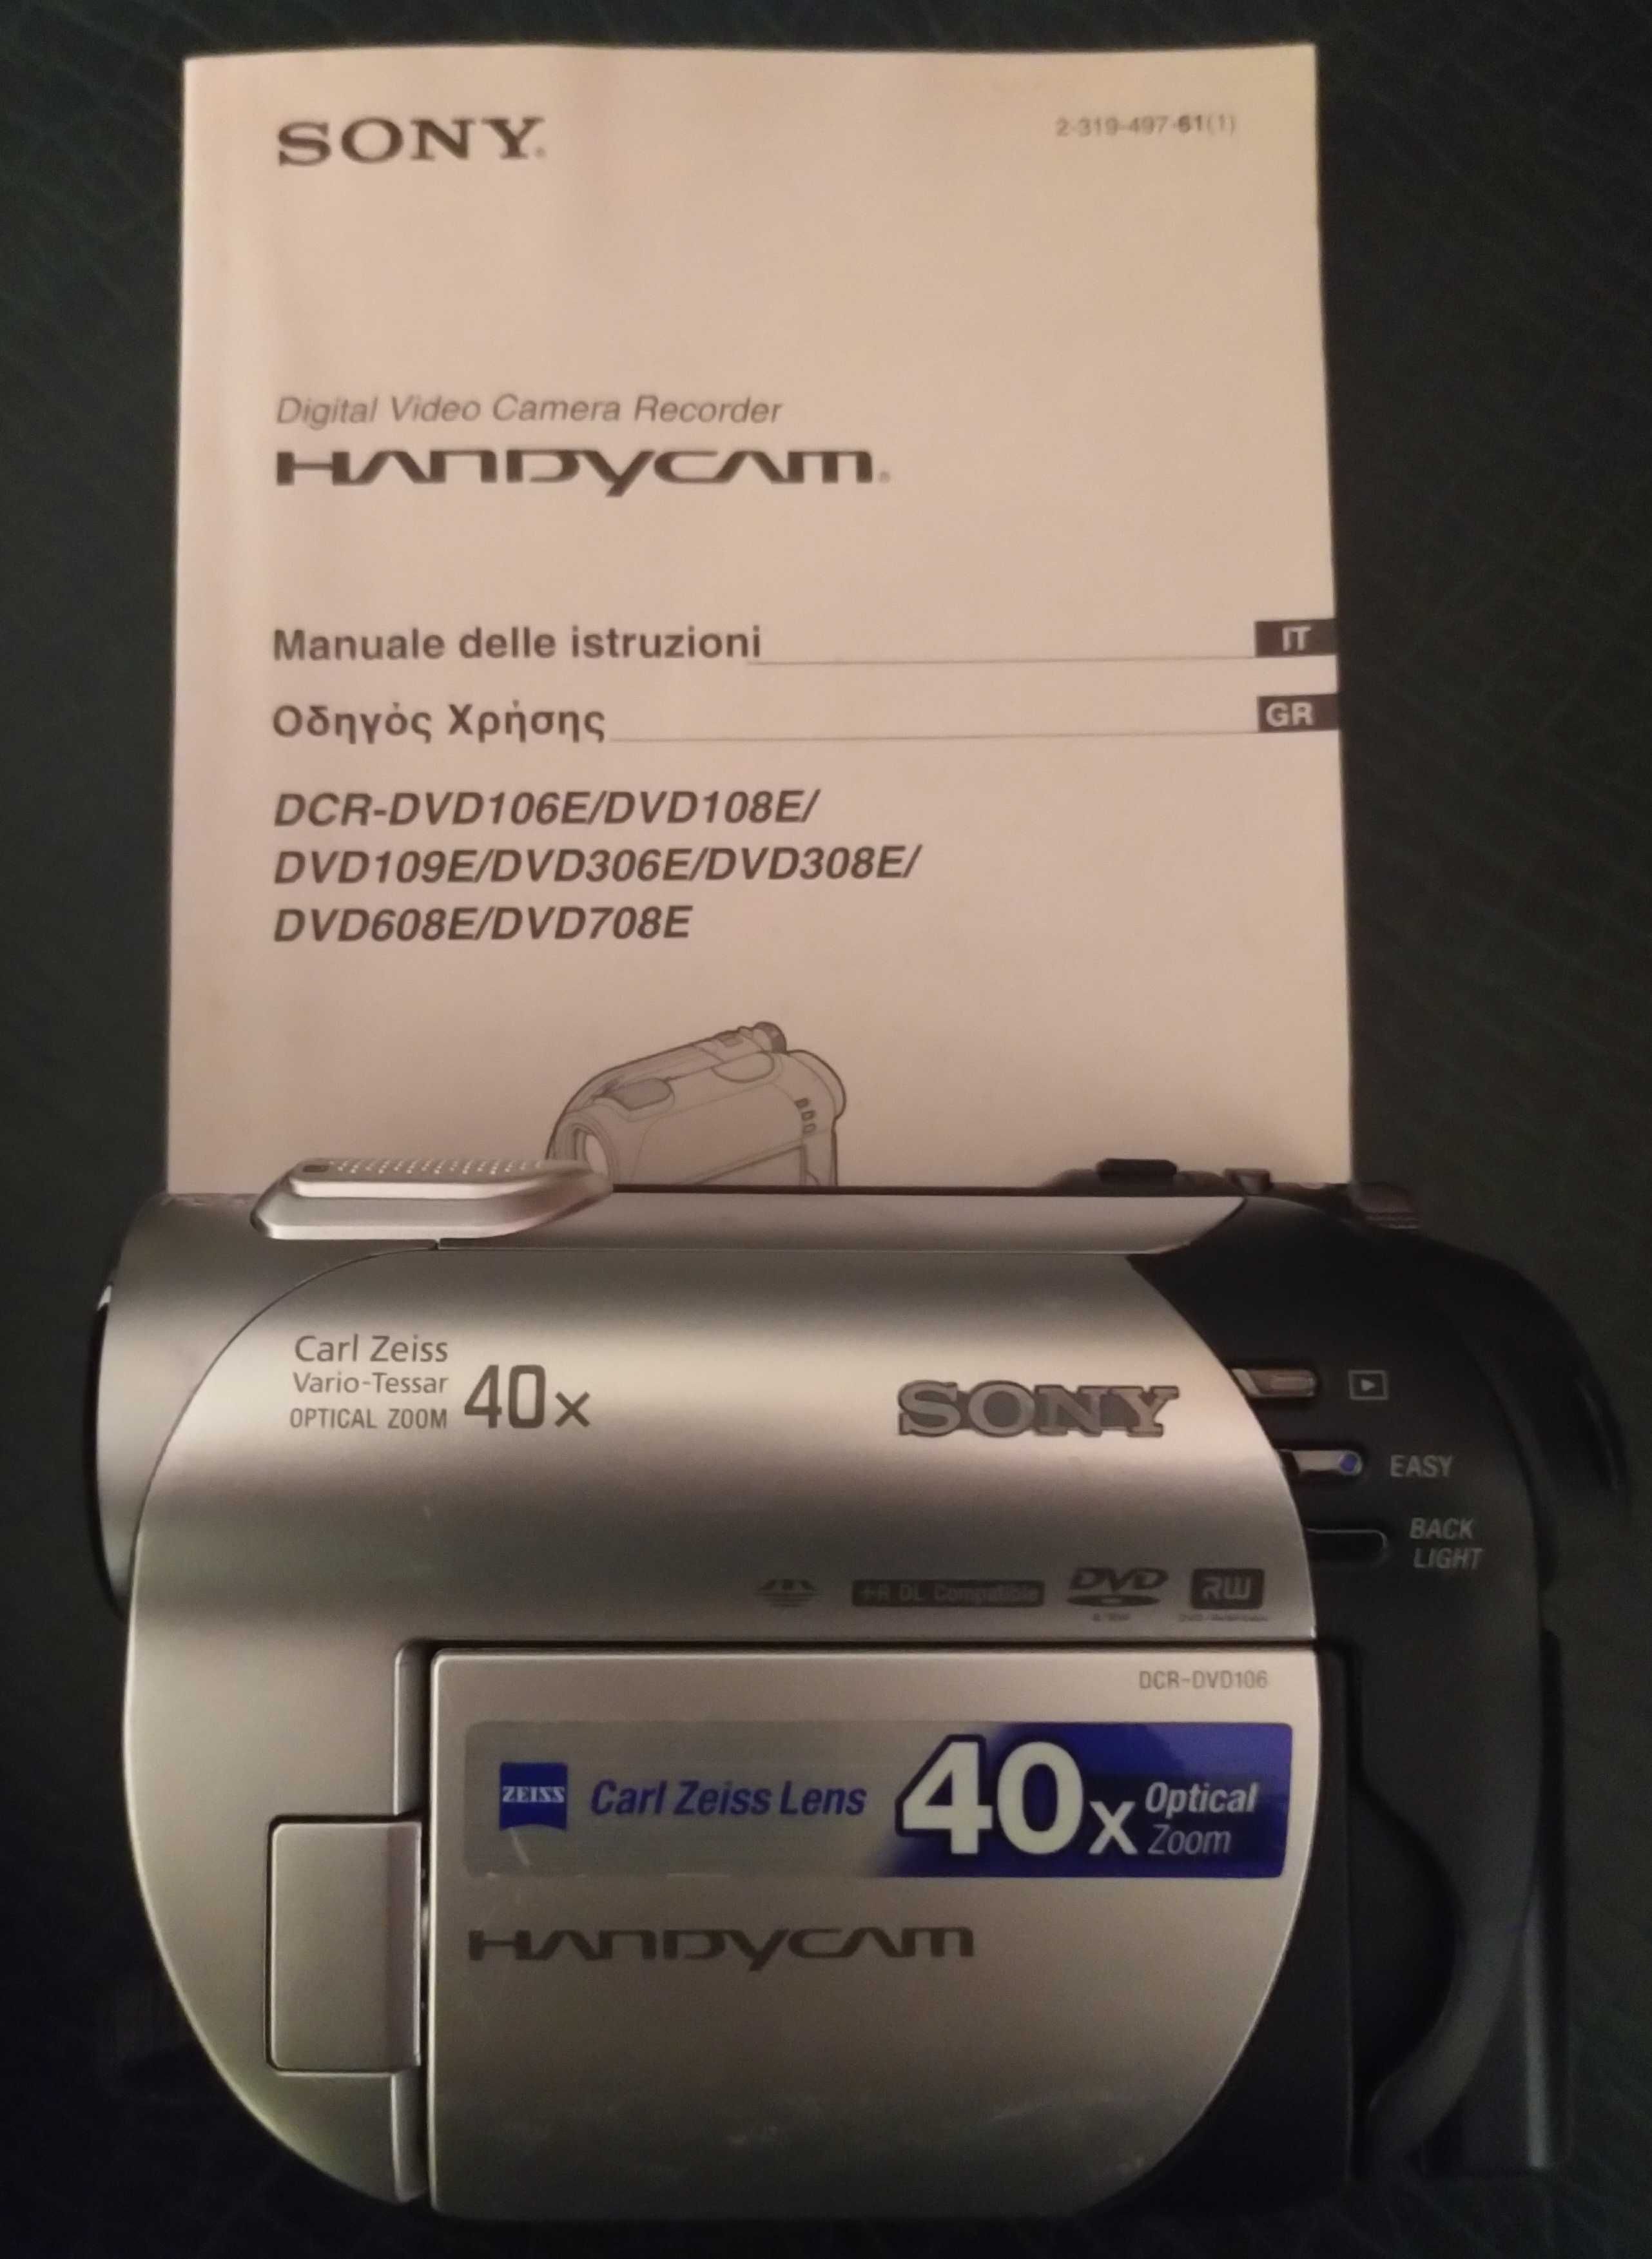 SONY
2-319-497-61(1)
Digital Video Camera Recorder
HANDYCAM
Manuale delle istruzioni
IT
Οδηγός Χρήσης
GR
DCR-DVD106E/DVD108E/
DVD109E/DVD306E/DVD308E/
DVD608E/DVD708E
Carl Zeiss
Vario-Tessar
OPTICAL ZOOM 40x
SONY
EASY
BACK
LIGHT
+R DL Compatible
DVD
RW
DCR-DVD106
ZEISS
Carl Zeiss Lens
40x Optical
Zoom
HANDYCAM